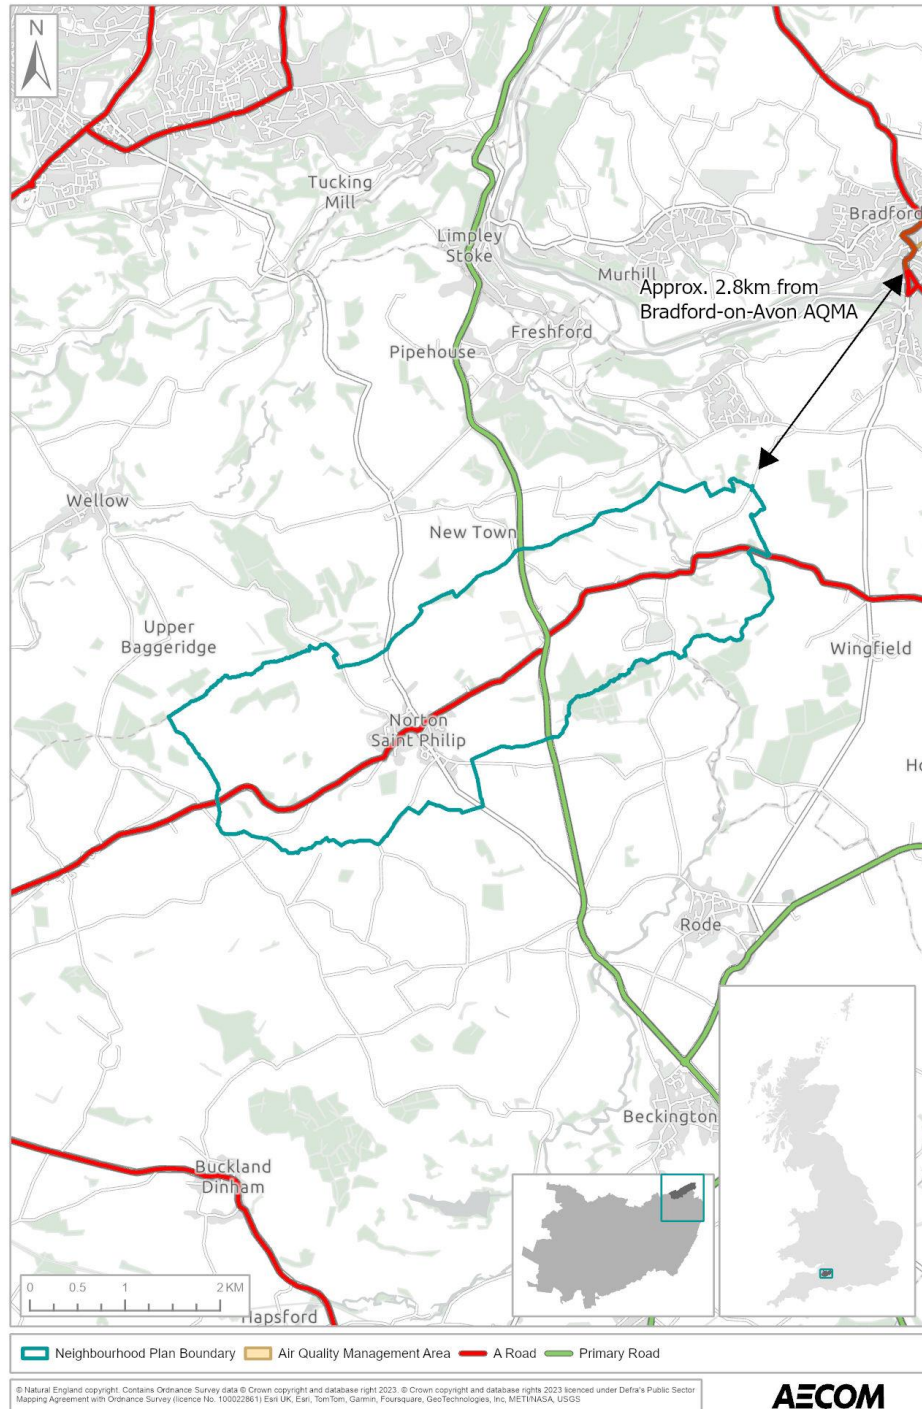 N
Tucking
Mill
Limpley
Stoke
Bradford
Murhill
Approx. 2.8km from
Bradford-on-Avon AQMA
Freshford
Pipehouse
Wellow
New Town
Upper
Baggeridge
Wingfield
Norton
Saint Philip
Ho
Rode
Beckington
Buckland
Dinham
0 0.5 1 2 KM
Hapsford
Neighbourhood Plan Boundary Air Quality Management Area A Road Primary Road
© Natural England copyright. Contains Ordnance Survey data © Crown copyright and database right 2023. © Crown copyright and database rights 2023 licenced under Defra's Public Sector
Mapping Agreement with Ordnance Survey (licence No. 100022861) Esri UK, Esri, TomTom, Garmin, Foursquare, GeoTechnologies, Inc, METI/NASA, USGS
AECOM